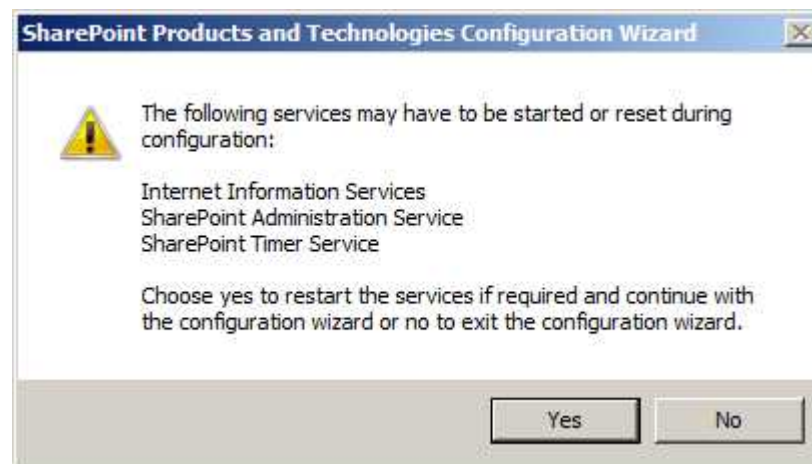 SharePoint Products and Technologies Configuration Wizard
The following services may have to be started or reset during
configuration:
Internet Information Services
SharePoint Administration Service
SharePoint Timer Service
Choose yes to restart the services if required and continue with
the configuration wizard or no to exit the configuration wizard.
Yes No